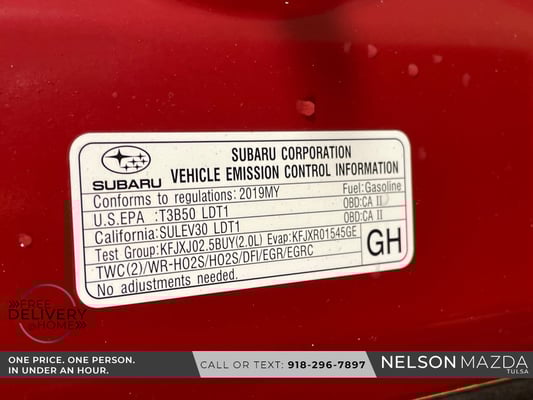 SUBARU
SUBARU CORPORATION
VEHICLE EMISSION CONTROL INFORMATION
Conforms to regulations: 2019MY Fuel: Gasoline
U.S.EPA :T3B50 LDT1 OBD:CA II
California:SULEV30 LDT1 OBD:CA II
Test Group:KFJXJ02.5BUY(2.0L) Evap:KFJXR01545GE
TWC(2)/WR-HO2S/HO2S/DFI/EGR/EGRC
No adjustments needed.
GH
FREE
DELIVERY
HOME
ONE PRICE. ONE PERSON.
IN UNDER AN HOUR.
CALL OR TEXT: 918-296-7897
NELSON MAZDA
TULSA